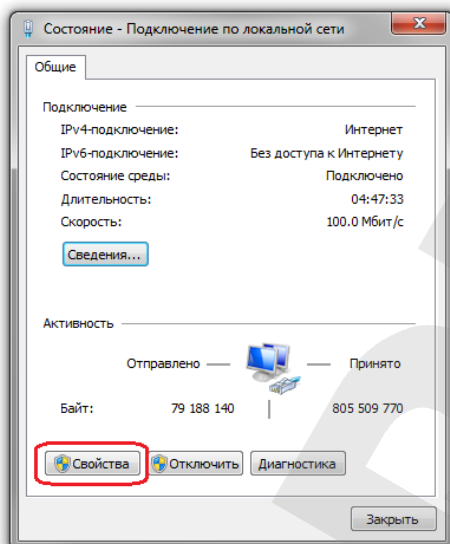 Состояние - Подключение по локальной сети
Общие
Подключение
IPv4-подключение: Интернет
IPv6-подключение: Без доступа к Интернету
Состояние среды: Подключено
Длительность: 04:47:33
Скорость: 100.0 Мбит/с
Сведения...
Активность
Отправлено — — Принято
Байт: 79 188 140 | 805 509 770
Свойства Отключить Диагностика
Закрыть